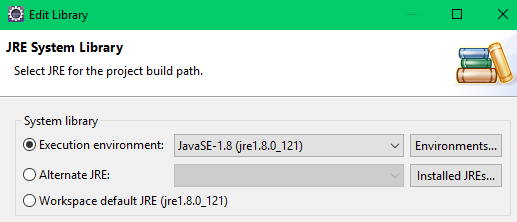 Edit Library
JRE System Library
Select JRE for the project build path.
System library
Execution environment: JavaSE-1.8 (jre1.8.0_121) Environments...
Alternate JRE: Installed JREs...
Workspace default JRE (jre1.8.0_121)